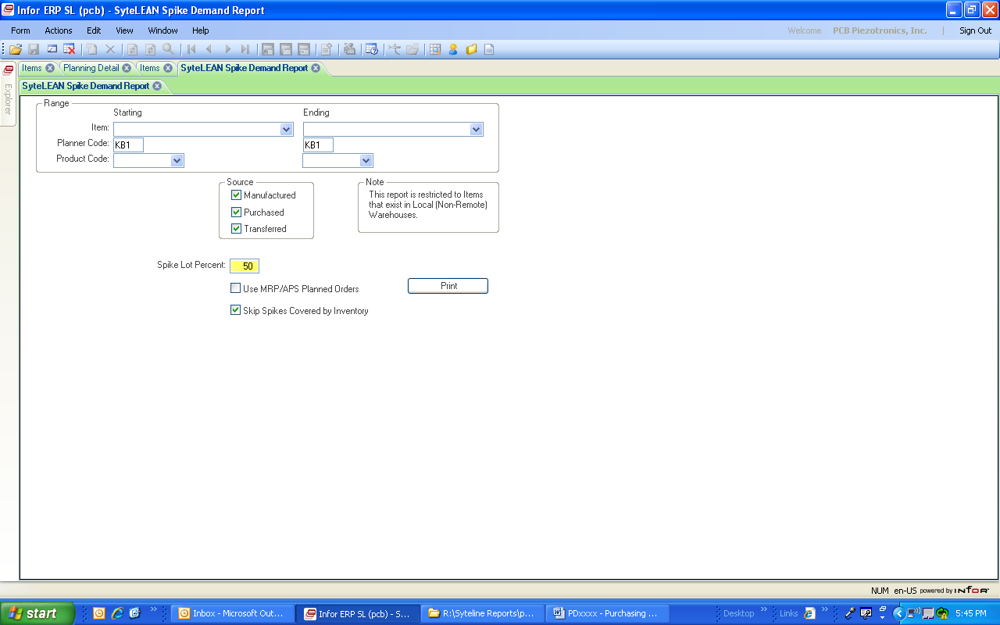 Infor ERP SL (pcb) - SyteLEAN Spike Demand Report
Form Actions Edit View Window Help Welcome PCB Piezotronics, Inc. | Sign Out
Items Planning Detail Items SyteLEAN Spike Demand Report
SyteLEAN Spike Demand Report
Explorer
Range
Starting Ending
Item:
Planner Code: KB1 KB1
Product Code:
Source
Manufactured
Purchased
Transferred
Note
This report is restricted to Items
that exist in Local (Non-Remote)
Warehouses.
Spike Lot Percent: 50
Use MRP/APS Planned Orders
Print
Skip Spikes Covered by Inventory
NUM en-US powered by infor
start Inbox - Microsoft Out... Infor ERP SL (pcb) - S... R:\Syteline Reports\p... PDxxxx - Purchasing ... Desktop » Links » 5:45 PM